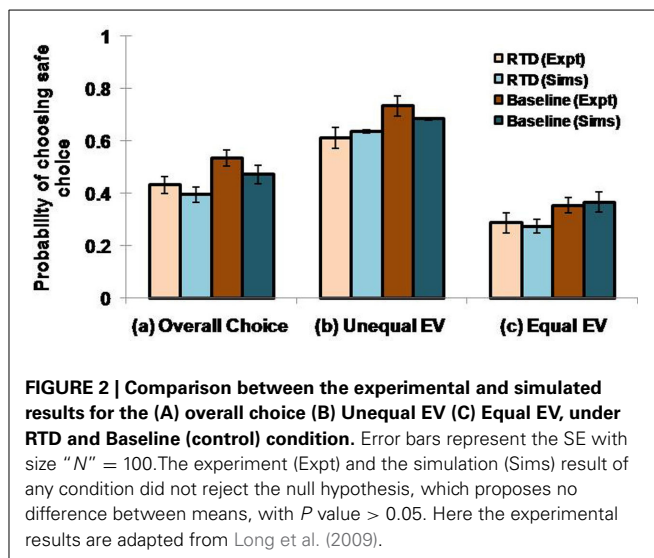 1
0.8
0.6
0.4
0.2
0
Probability of choosing safe
choice
RTD (Expt)
RTD (Sims)
Baseline (Expt)
Baseline (Sims)
(a) Overall Choice (b) Unequal EV (c) Equal EV
FIGURE 2 | Comparison between the experimental and simulated
results for the (A) overall choice (B) Unequal EV (C) Equal EV, under
RTD and Baseline (control) condition. Error bars represent the SE with
size "N" = 100.The experiment (Expt) and the simulation (Sims) result of
any condition did not reject the null hypothesis, which proposes no
difference between means, with P value > 0.05. Here the experimental
results are adapted from Long et al. (2009).